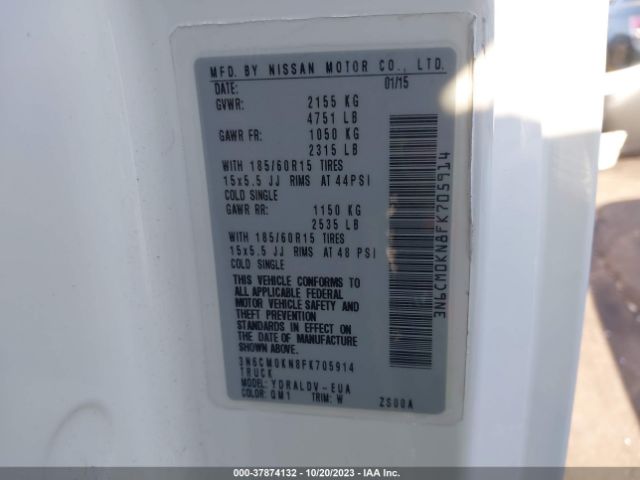 MFD. BY NISSAN MOTOR CO., LTD.
DATE: 01/15
GVWR: 2155 KG
4751 LB
GAWR FR: 1050 KG
2315 LB
WITH 185/60R15 TIRES
15x5.5 JJ RIMS AT 44PSI
COLD SINGLE
GAWR RR: 1150 KG
2535 LB
WITH 185/60R15 TIRES
15x5.5 JJ RIMS AT 48 PSI
COLD SINGLE
THIS VEHICLE CONFORMS TO
ALL APPLICABLE FEDERAL
MOTOR VEHICLE SAFETY AND
THEFT PREVENTION
STANDARDS IN EFFECT ON
THE DATE OF MANUFACTURE
SHOWN ABOVE.
3N6CM0KN8FK705914
TRUCK
MODEL: YDRALDV-EUA
COLOR: QM1 TRIM: W ZS00A
3N6CM0KN8FK705914
000-37874132 - 10/20/2023 - IAA Inc.